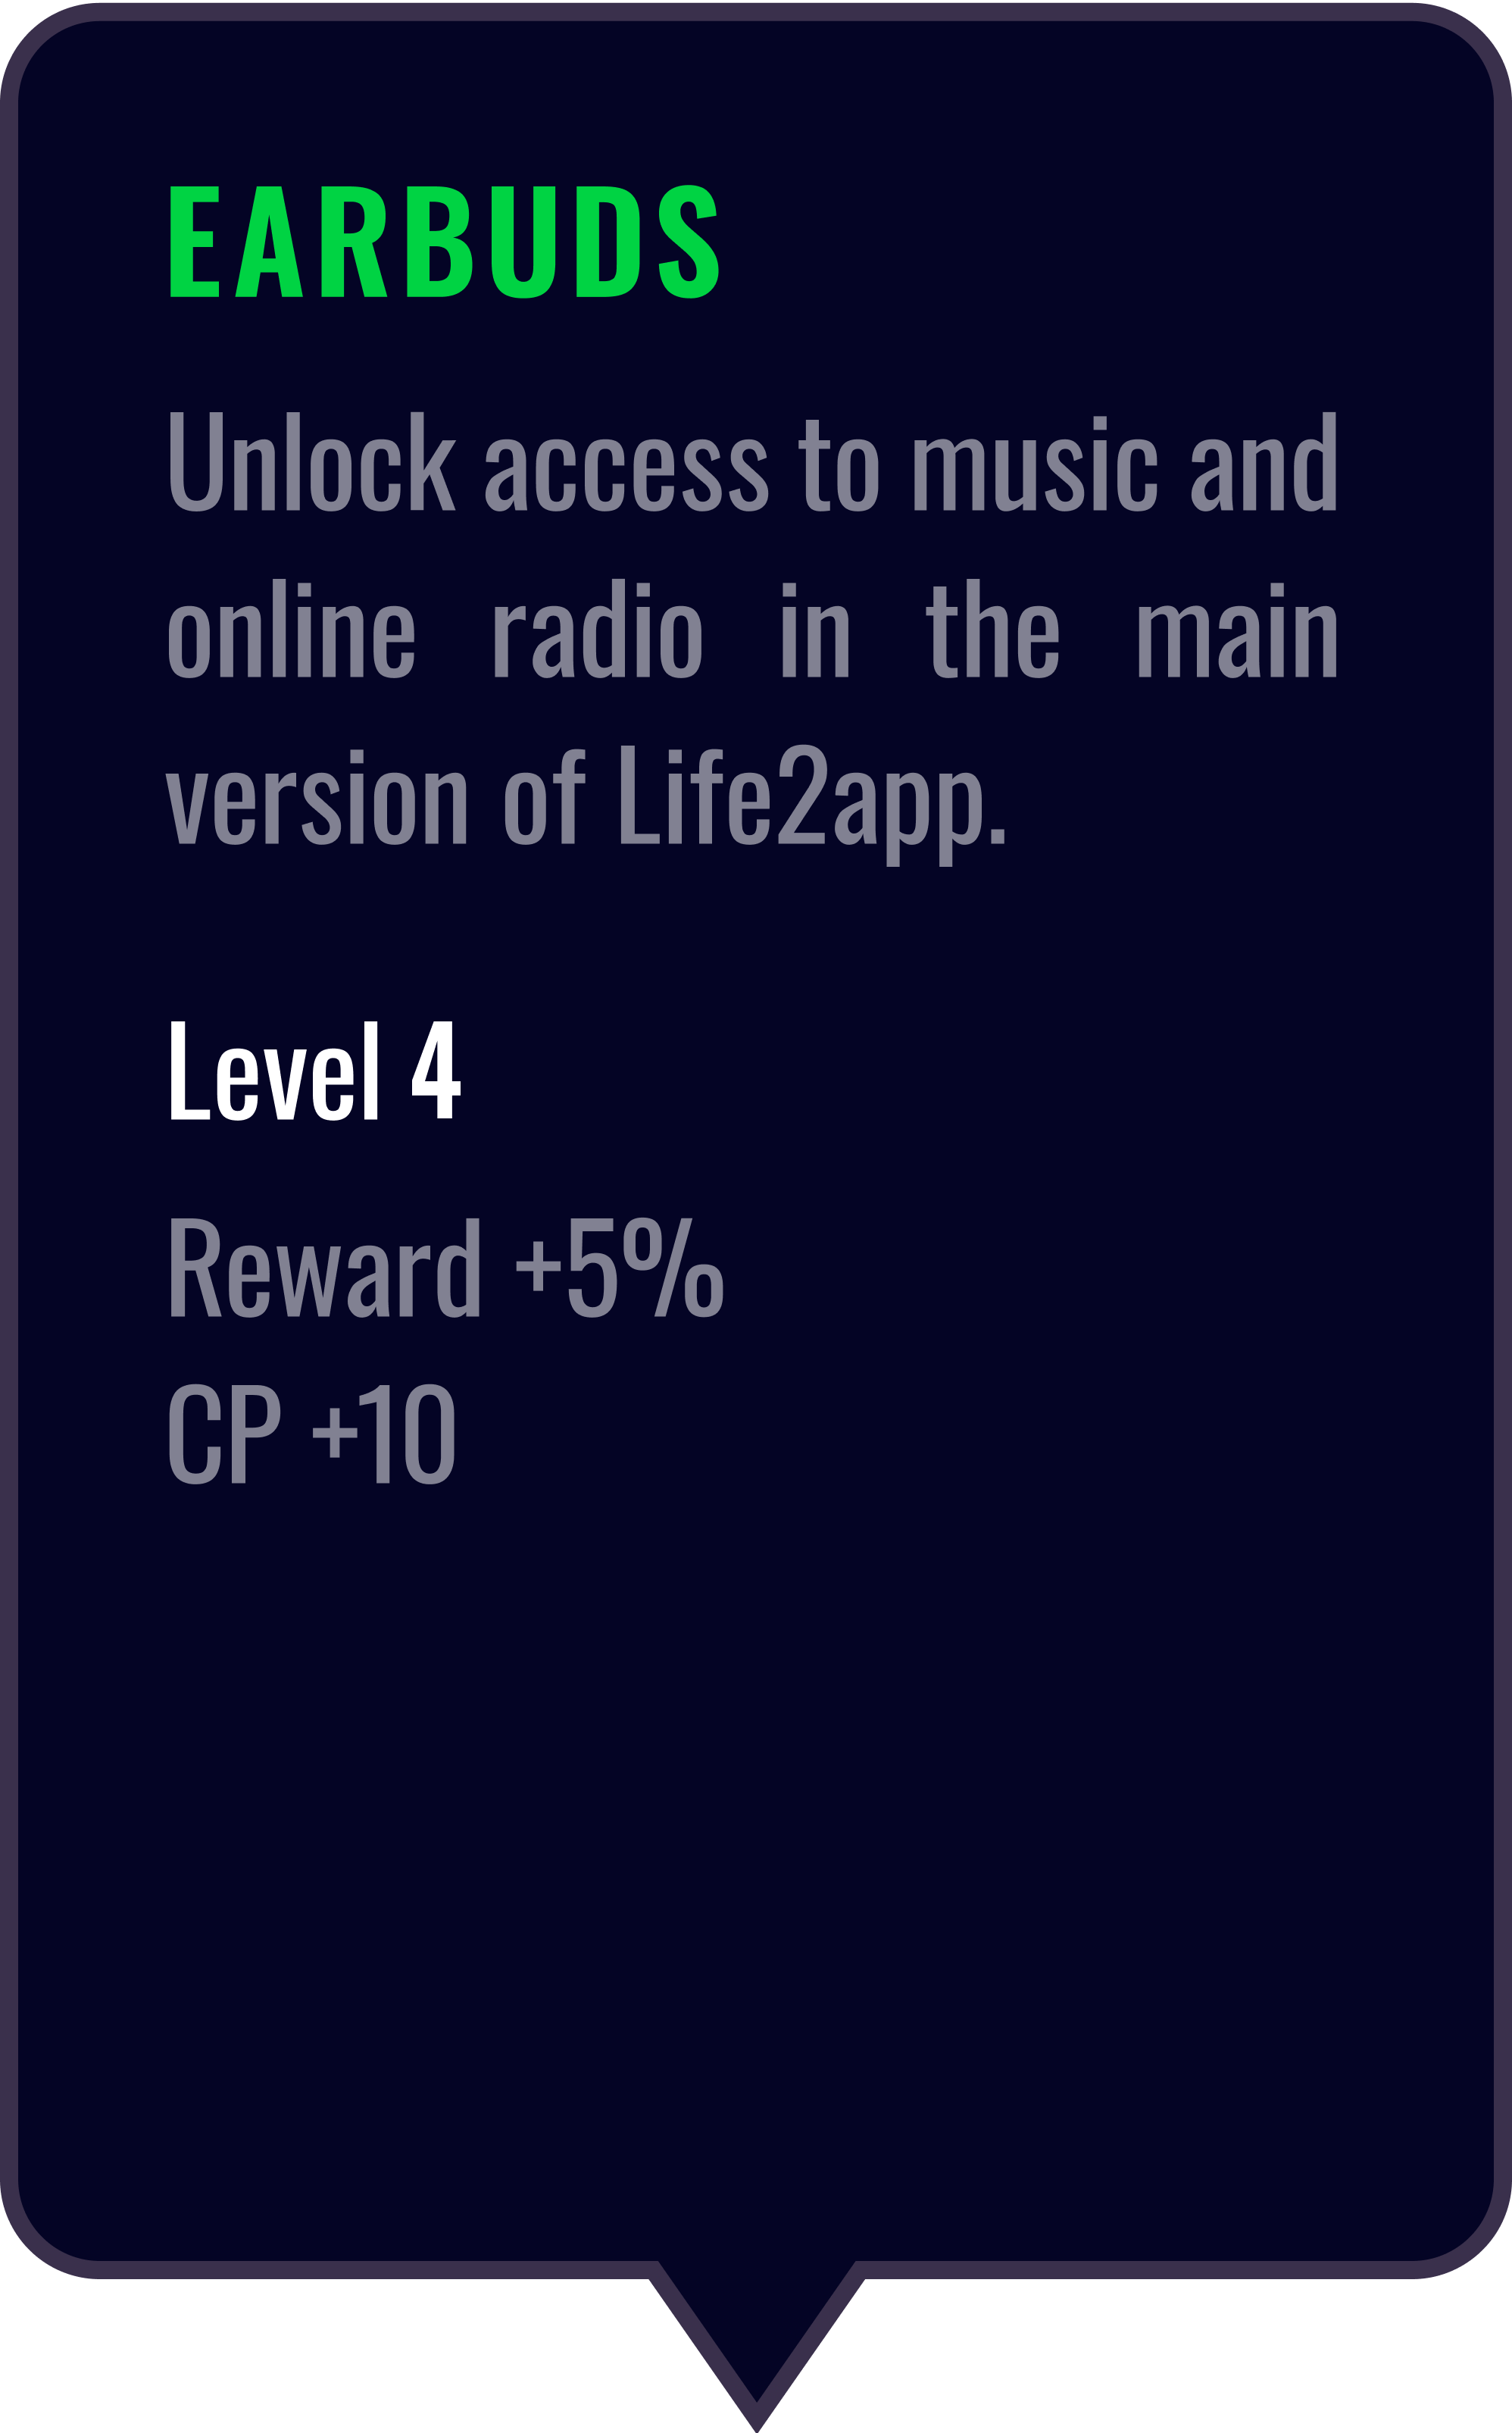 EARBUDS
Unlock access to music and
online radio in the main
version of Life2app.
Level 4
Reward +5%
CP +10